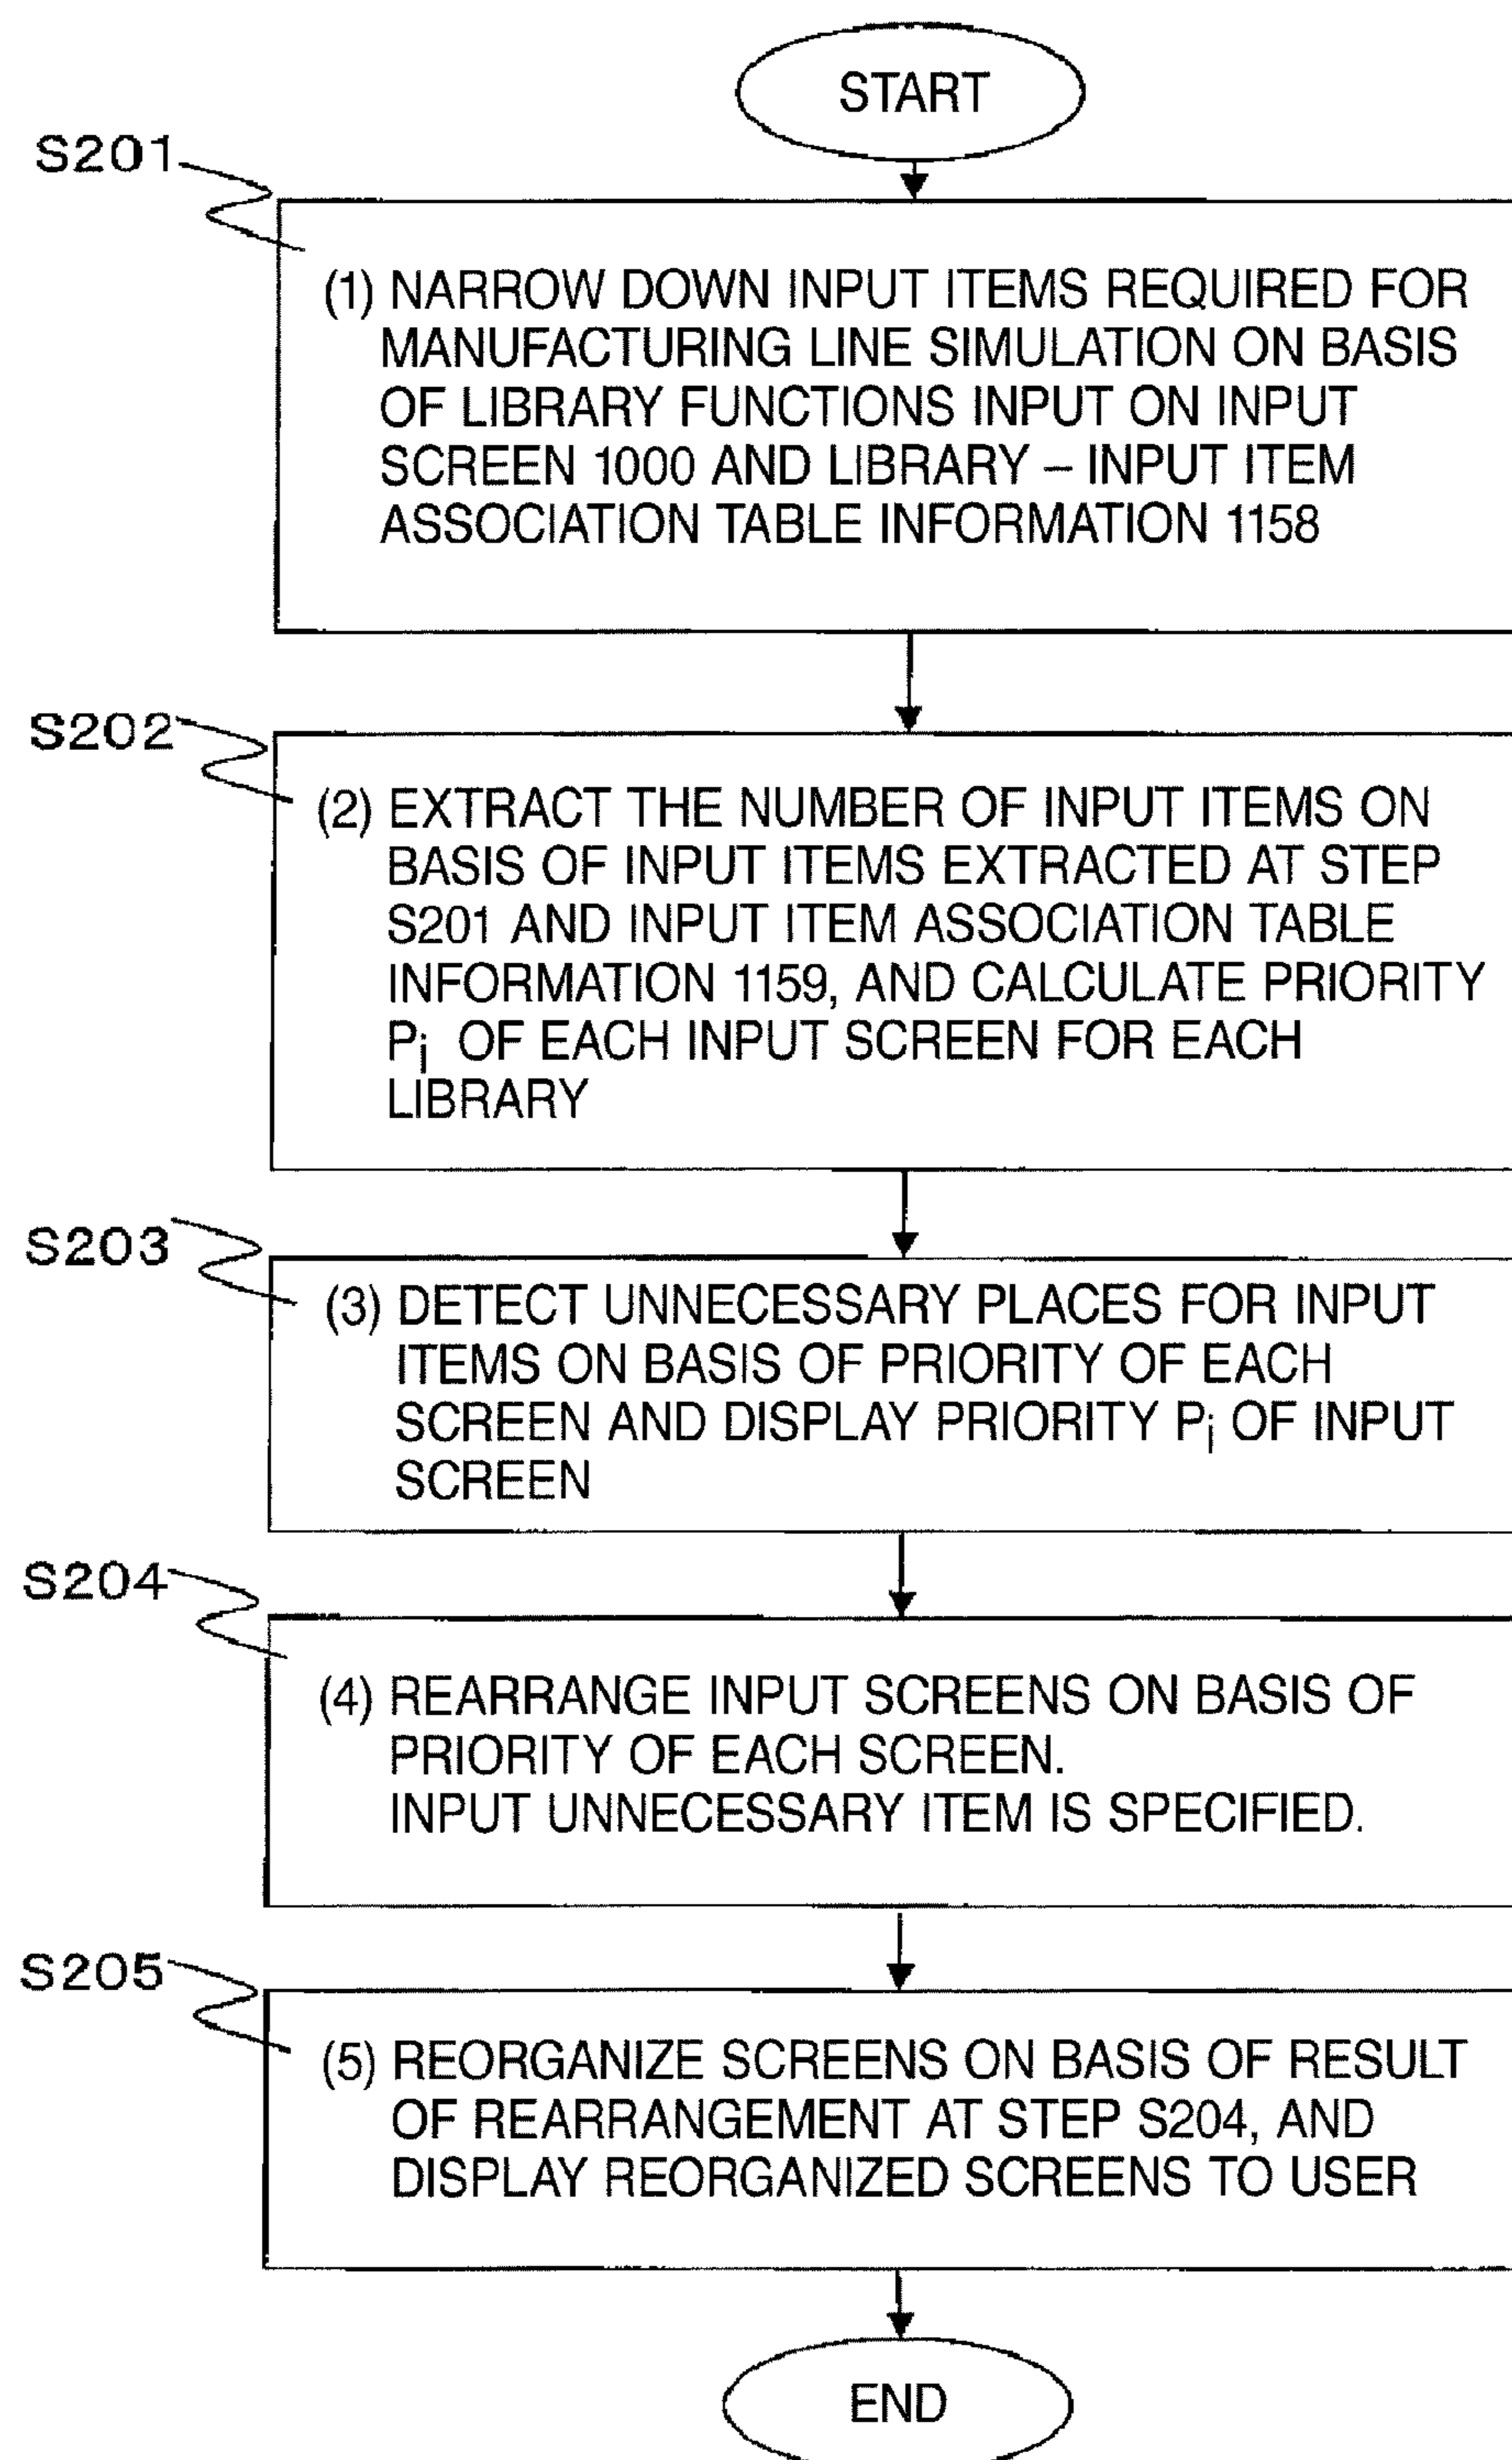 START
S201
(1) NARROW DOWN INPUT ITEMS REQUIRED FOR
MANUFACTURING LINE SIMULATION ON BASIS
OF LIBRARY FUNCTIONS INPUT ON INPUT
SCREEN 1000 AND LIBRARY – INPUT ITEM
ASSOCIATION TABLE INFORMATION 1158
S202
(2) EXTRACT THE NUMBER OF INPUT ITEMS ON
BASIS OF INPUT ITEMS EXTRACTED AT STEP
S201 AND INPUT ITEM ASSOCIATION TABLE
INFORMATION 1159, AND CALCULATE PRIORITY
Pj OF EACH INPUT SCREEN FOR EACH
LIBRARY
S203
(3) DETECT UNNECESSARY PLACES FOR INPUT
ITEMS ON BASIS OF PRIORITY OF EACH
SCREEN AND DISPLAY PRIORITY Pj OF INPUT
SCREEN
S204
(4) REARRANGE INPUT SCREENS ON BASIS OF
PRIORITY OF EACH SCREEN.
INPUT UNNECESSARY ITEM IS SPECIFIED.
S205
(5) REORGANIZE SCREENS ON BASIS OF RESULT
OF REARRANGEMENT AT STEP S204, AND
DISPLAY REORGANIZED SCREENS TO USER
END